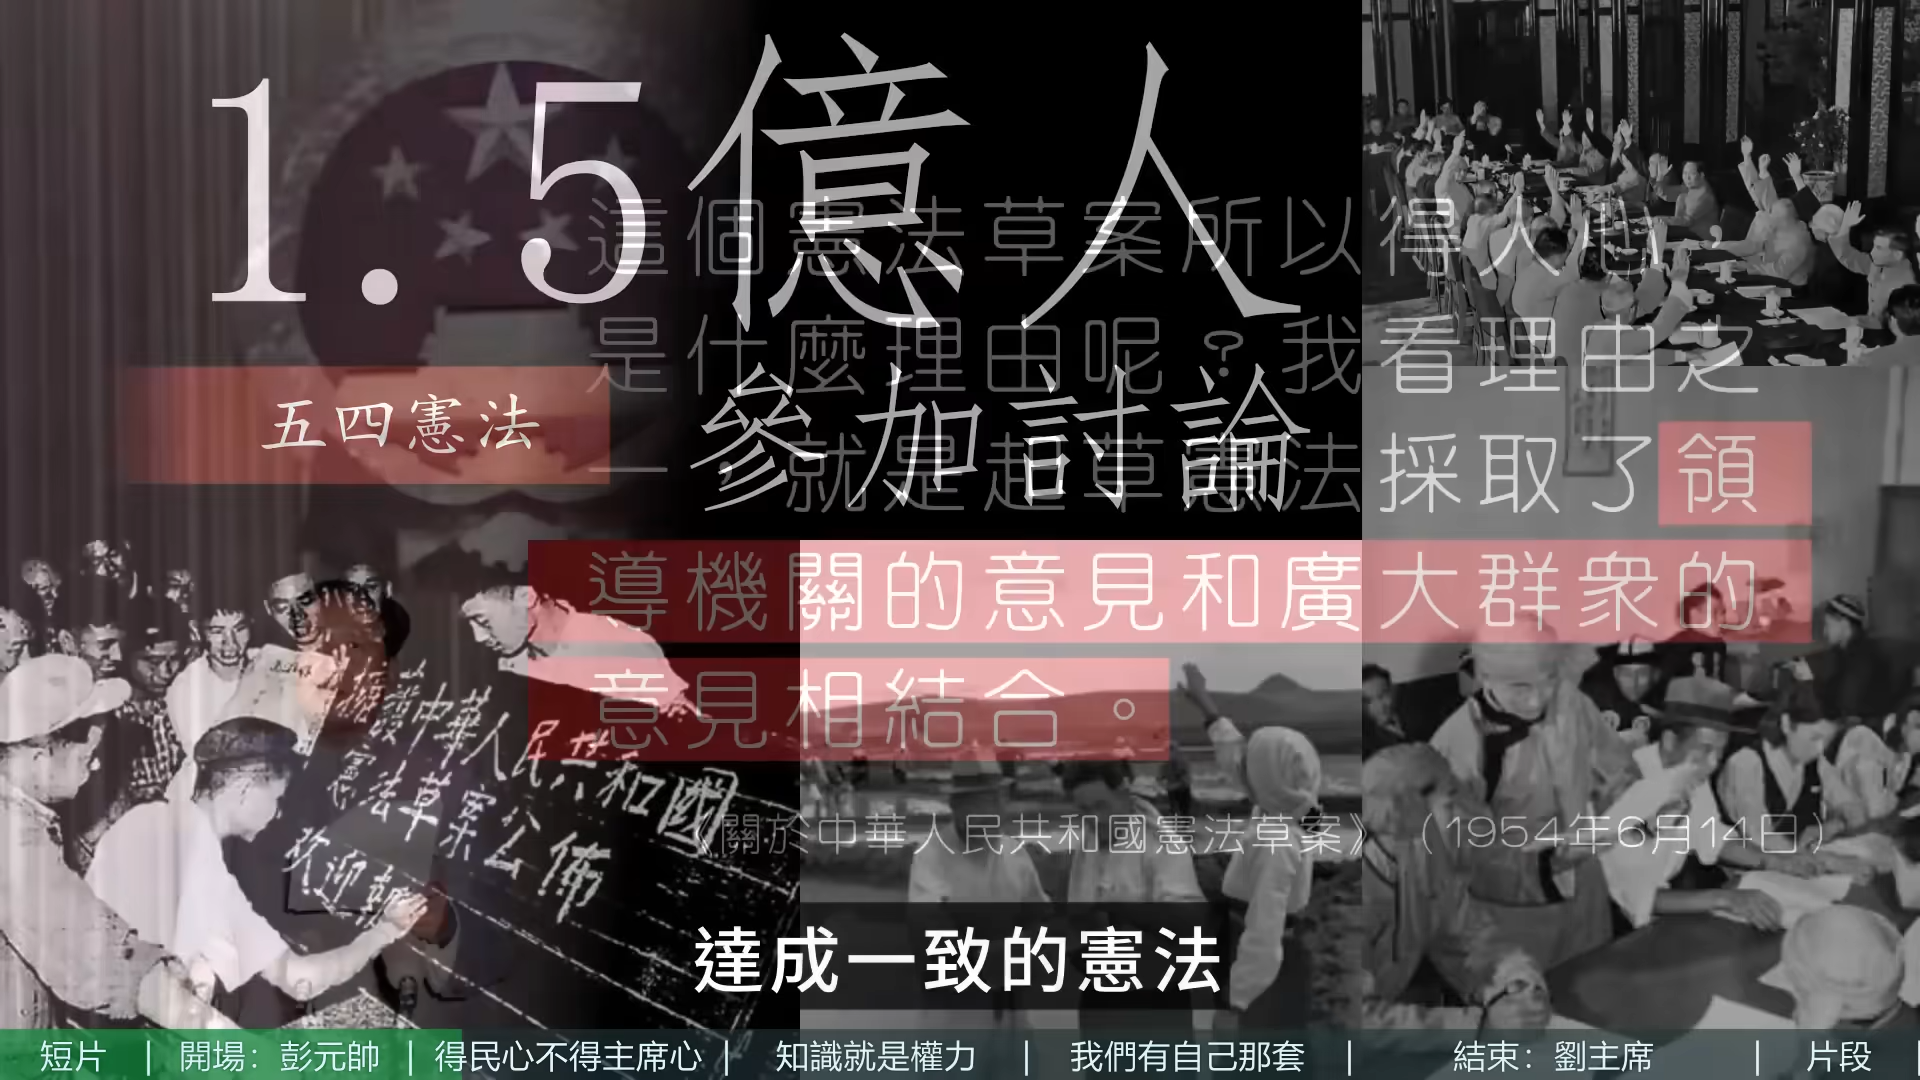 1.5億人
這個憲法草案所以得人心，
是什麼理由呢？我看理由之
五四憲法
參加討論
一，就是起草憲法採取了領
導機關的意見和廣大群眾的
意見相結合。
擁護中華人民共和國
憲法草案公佈
歡迎
《關於中華人民共和國憲法草案》（1954年6月14日）
達成一致的憲法
短片 | 開場：彭元帥 | 得民心不得主席心 | 知識就是權力 | 我們有自己那套 | 結束：劉主席 | 片段